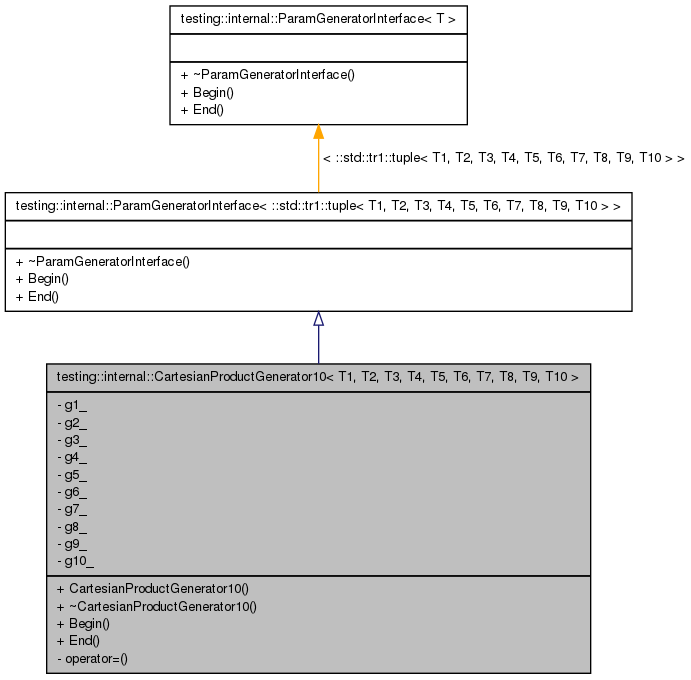 testing::internal::ParamGeneratorInterface< T >
+ ~ParamGeneratorInterface()
+ Begin()
+ End()
< ::std::tr1::tuple< T1, T2, T3, T4, T5, T6, T7, T8, T9, T10 > >
testing::internal::ParamGeneratorInterface< ::std::tr1::tuple< T1, T2, T3, T4, T5, T6, T7, T8, T9, T10 > >
+ ~ParamGeneratorInterface()
+ Begin()
+ End()
testing::internal::CartesianProductGenerator10< T1, T2, T3, T4, T5, T6, T7, T8, T9, T10 >
- g1_
- g2_
- g3_
- g4_
- g5_
- g6_
- g7_
- g8_
- g9_
- g10_
+ CartesianProductGenerator10()
+ ~CartesianProductGenerator10()
+ Begin()
+ End()
- operator=()